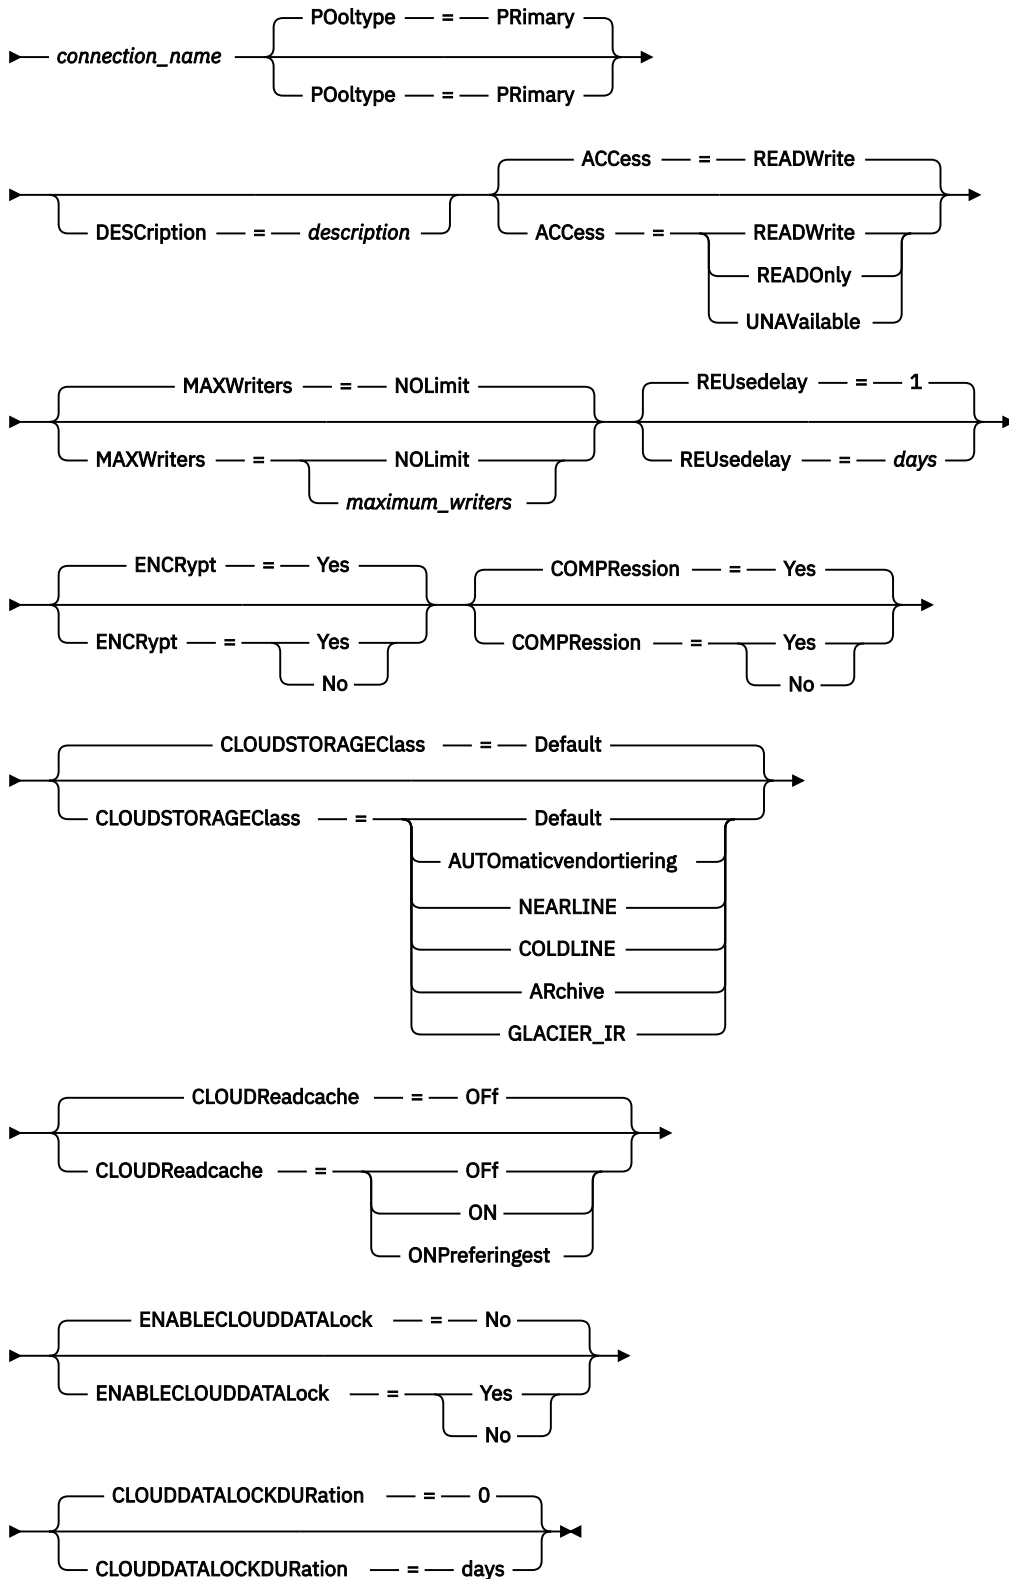 POoltype = PRimary
connection_name
POoltype = PRimary
ACCess = READWrite
DESCription = description ACCess = READWrite
READOnly
UNAVailable
MAXWriters = NOLimit REUsedelay = 1
MAXWriters = NOLimit REUsedelay = days
maximum_writers
ENCRypt = Yes COMPRession = Yes
ENCRypt = Yes COMPRession = Yes
No No
CLOUDSTORAGEClass = Default
CLOUDSTORAGEClass = Default
AUTOmaticvendortiering
NEARLINE
COLDLINE
ARchive
GLACIER_IR
CLOUDReadcache = OFf
CLOUDReadcache = OFf
ON
ONPreferingest
ENABLECLOUDDATALock = No
ENABLECLOUDDATALock = Yes
No
CLOUDDATALOCKDURation = 0
CLOUDDATALOCKDURation = days